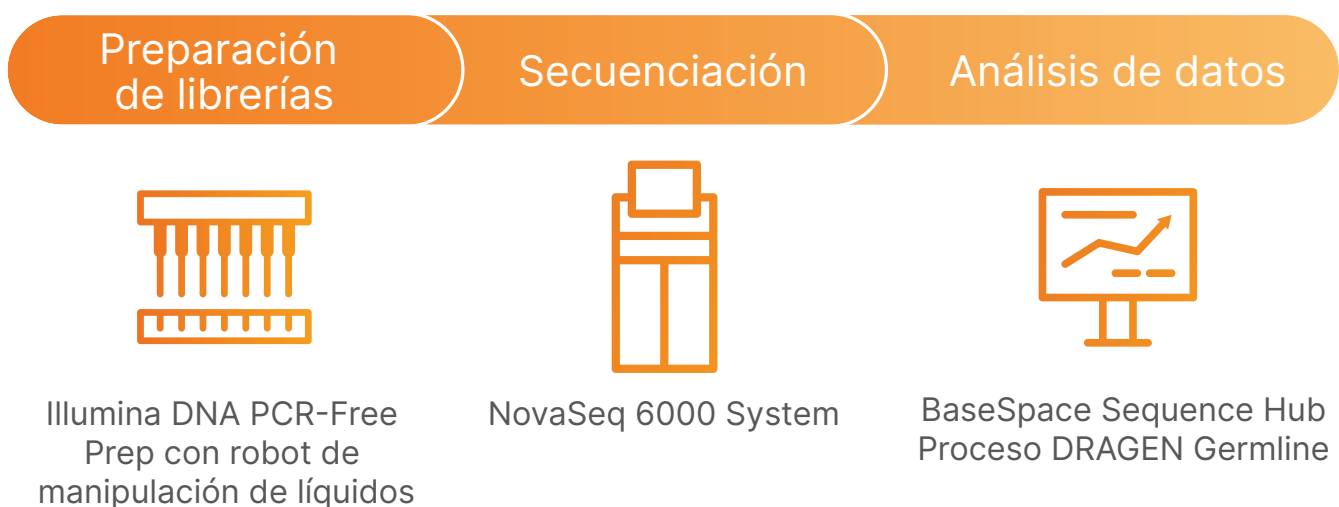 Preparación
de librerías
Secuenciación
Análisis de datos
Illumina DNA PCR-Free
Prep con robot de
manipulación de líquidos
NovaSeq 6000 System
BaseSpace Sequence Hub
Proceso DRAGEN Germline